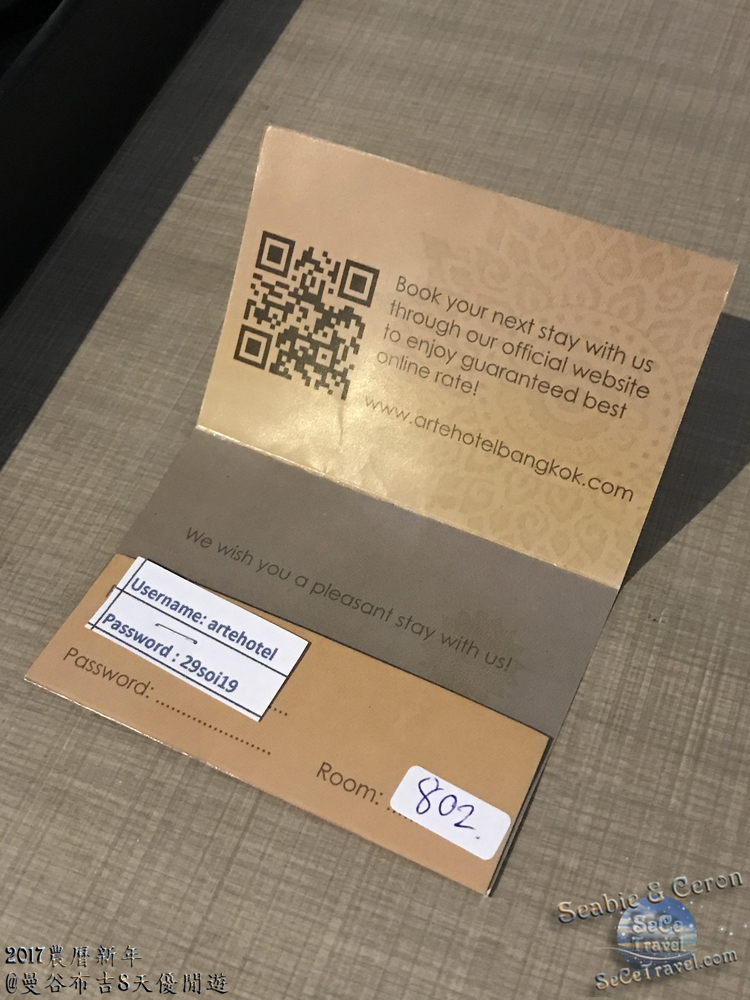 Book your next stay with us
through our official website
to enjoy guaranteed best
online rate!
www.artehotelbangkok.com
We wish you a pleasant stay with us!
Username: artehotel
Password : 29soi19
Password:
Room: 802.
Seabie & Ceron
SeCe
Travel
SeCeTravel.com
2017農曆新年
@曼谷布吉8天優閒遊